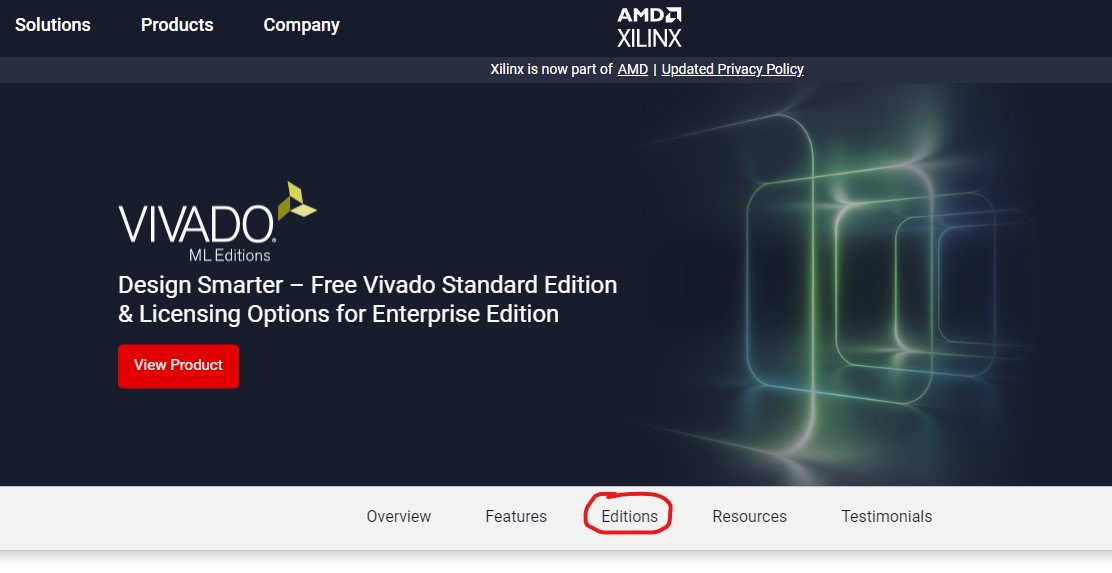 Solutions Products Company
AMD
XILINX
Xilinx is now part of AMD | Updated Privacy Policy
VIVADO®
ML Editions
Design Smarter – Free Vivado Standard Edition
& Licensing Options for Enterprise Edition
View Product
Overview Features Editions Resources Testimonials